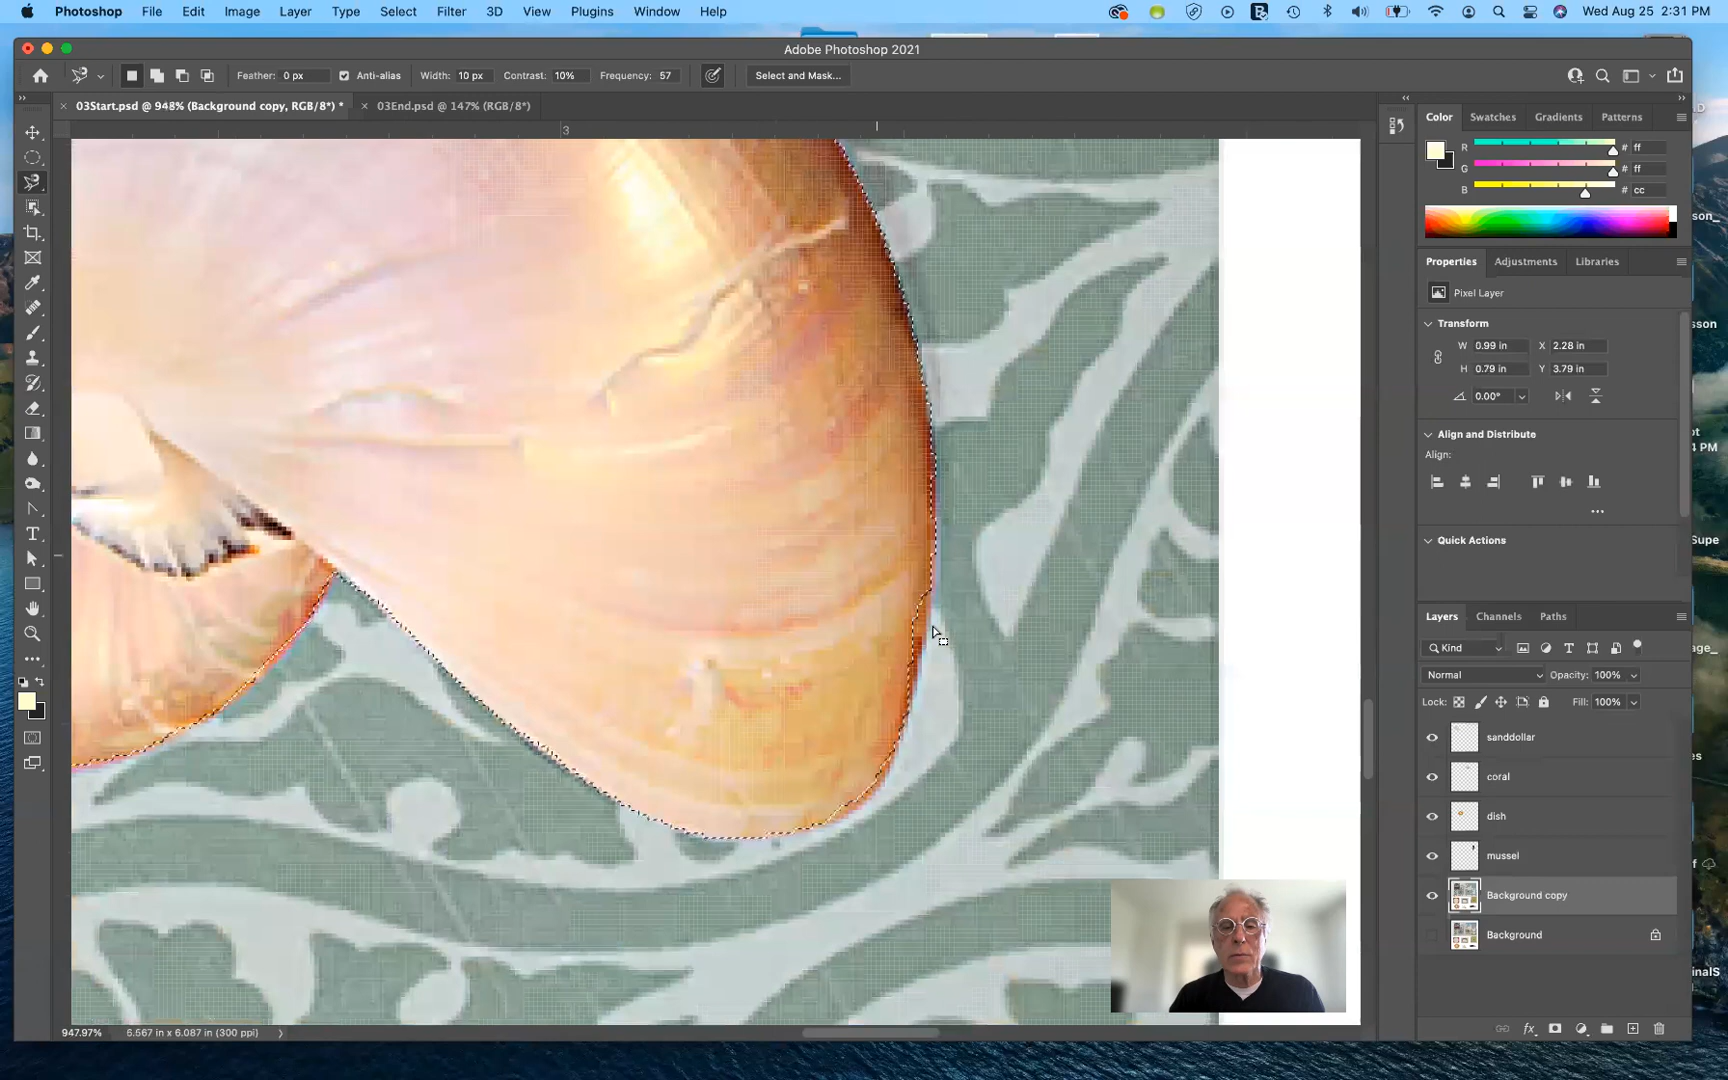 Photoshop File Edit Image Layer Type Select Filter 3D View Plugins Window Help Wed Aug 25 2:31 PM
Adobe Photoshop 2021
Feather: 0 px Anti-alias Width: 10 px Contrast: 10% Frequency: 57 Select and Mask...
03Start.psd @ 948% (Background copy, RGB/8*) * 03End.psd @ 147% (RGB/8*)
3
Color Swatches Gradients Patterns
R # ff
G # ff
B # cc
Properties Adjustments Libraries
Pixel Layer
Transform
W 0.99 in X 2.28 in
H 0.79 in Y 3.79 in
0.00°
Align and Distribute
Align:
Quick Actions
Layers Channels Paths
Kind
Normal Opacity: 100%
Lock: Fill: 100%
sanddollar
coral
dish
mussel
Background copy
Background
947.97% 6.567 in x 6.087 in (300 ppi)